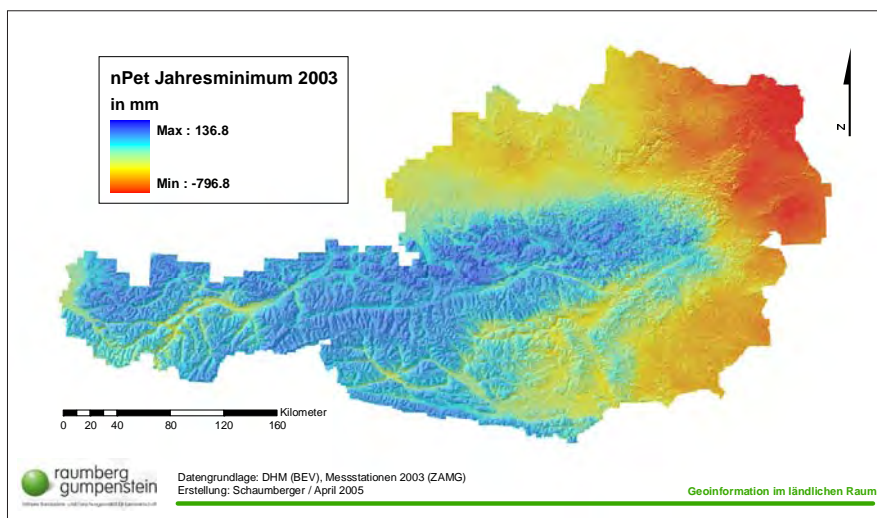 nPet Jahresminimum 2003
in mm
Max : 136.8
Min : -796.8
N
Kilometer
0 20 40 80 120 160
raumberg
gumpenstein
Datengrundlage: DHM (BEV), Messstationen 2003 (ZAMG)
Erstellung: Schaumberger / April 2005
Geoinformation im ländlichen Raum